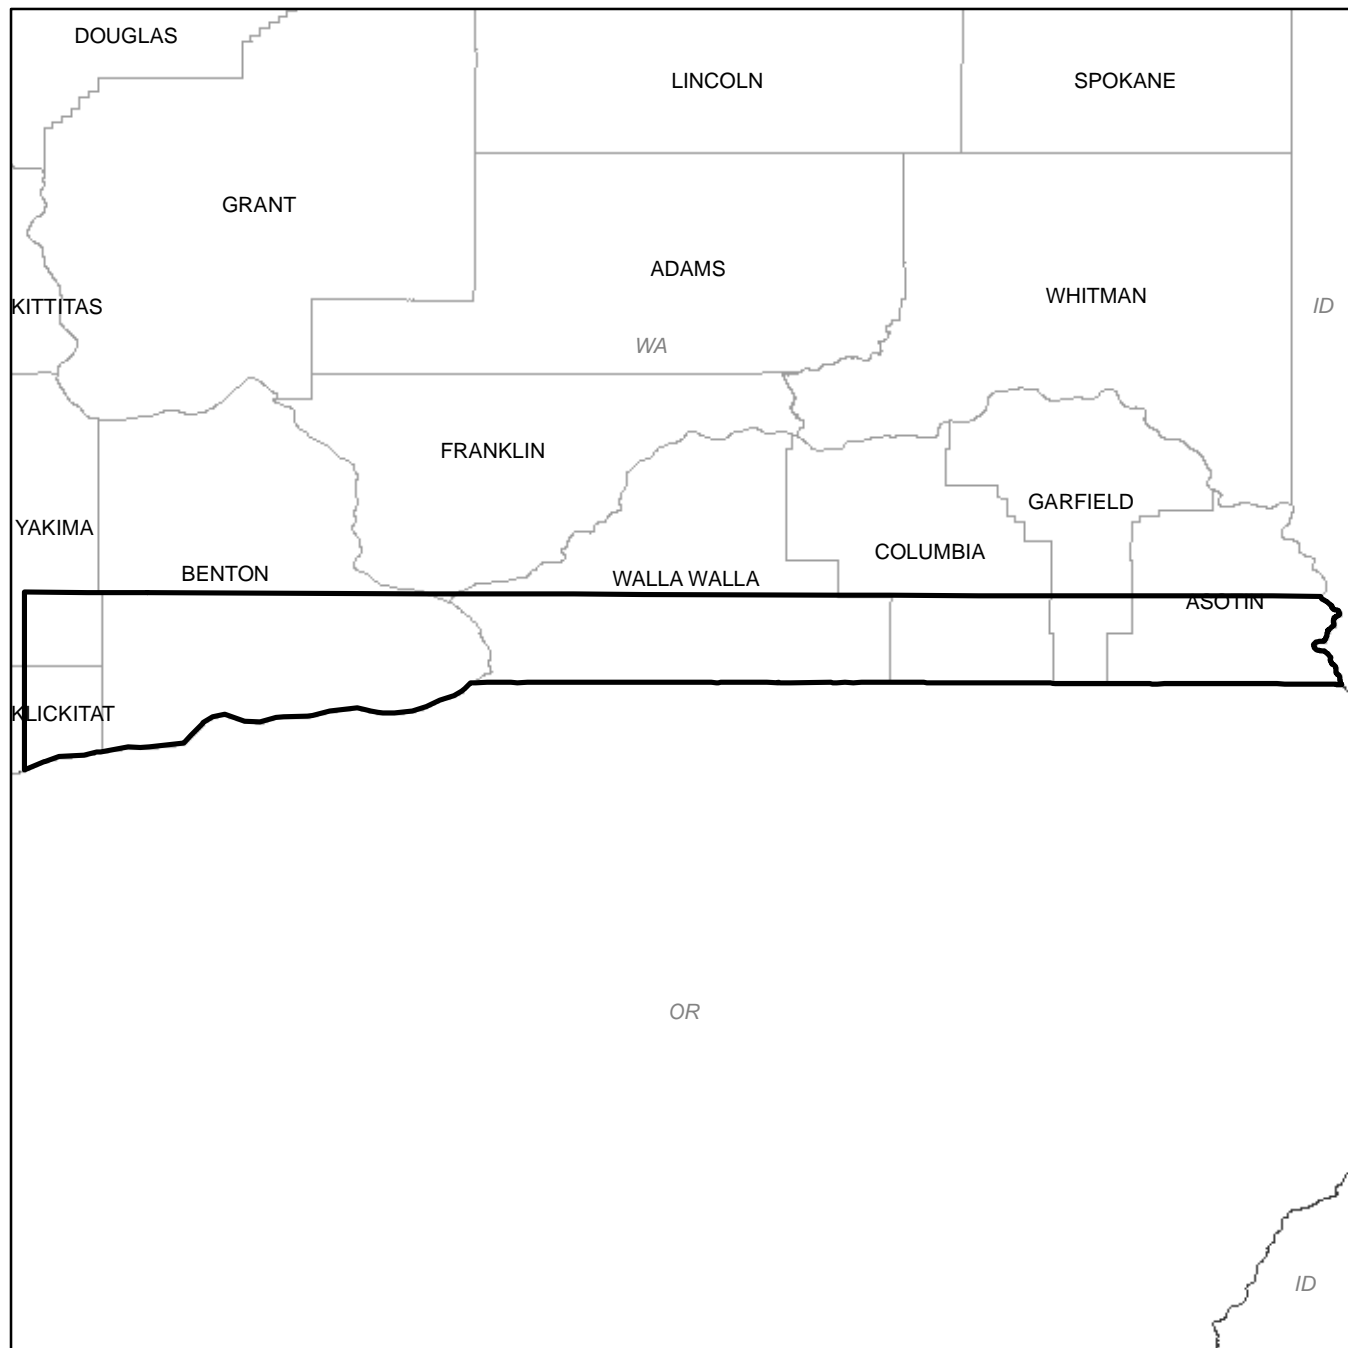 DOUGLAS
LINCOLN
SPOKANE
GRANT
ADAMS
WHITMAN
KITTITAS
ID
WA
FRANKLIN
GARFIELD
YAKIMA
COLUMBIA
BENTON
WALLA WALLA
ASOTIN
KLICKITAT
OR
ID